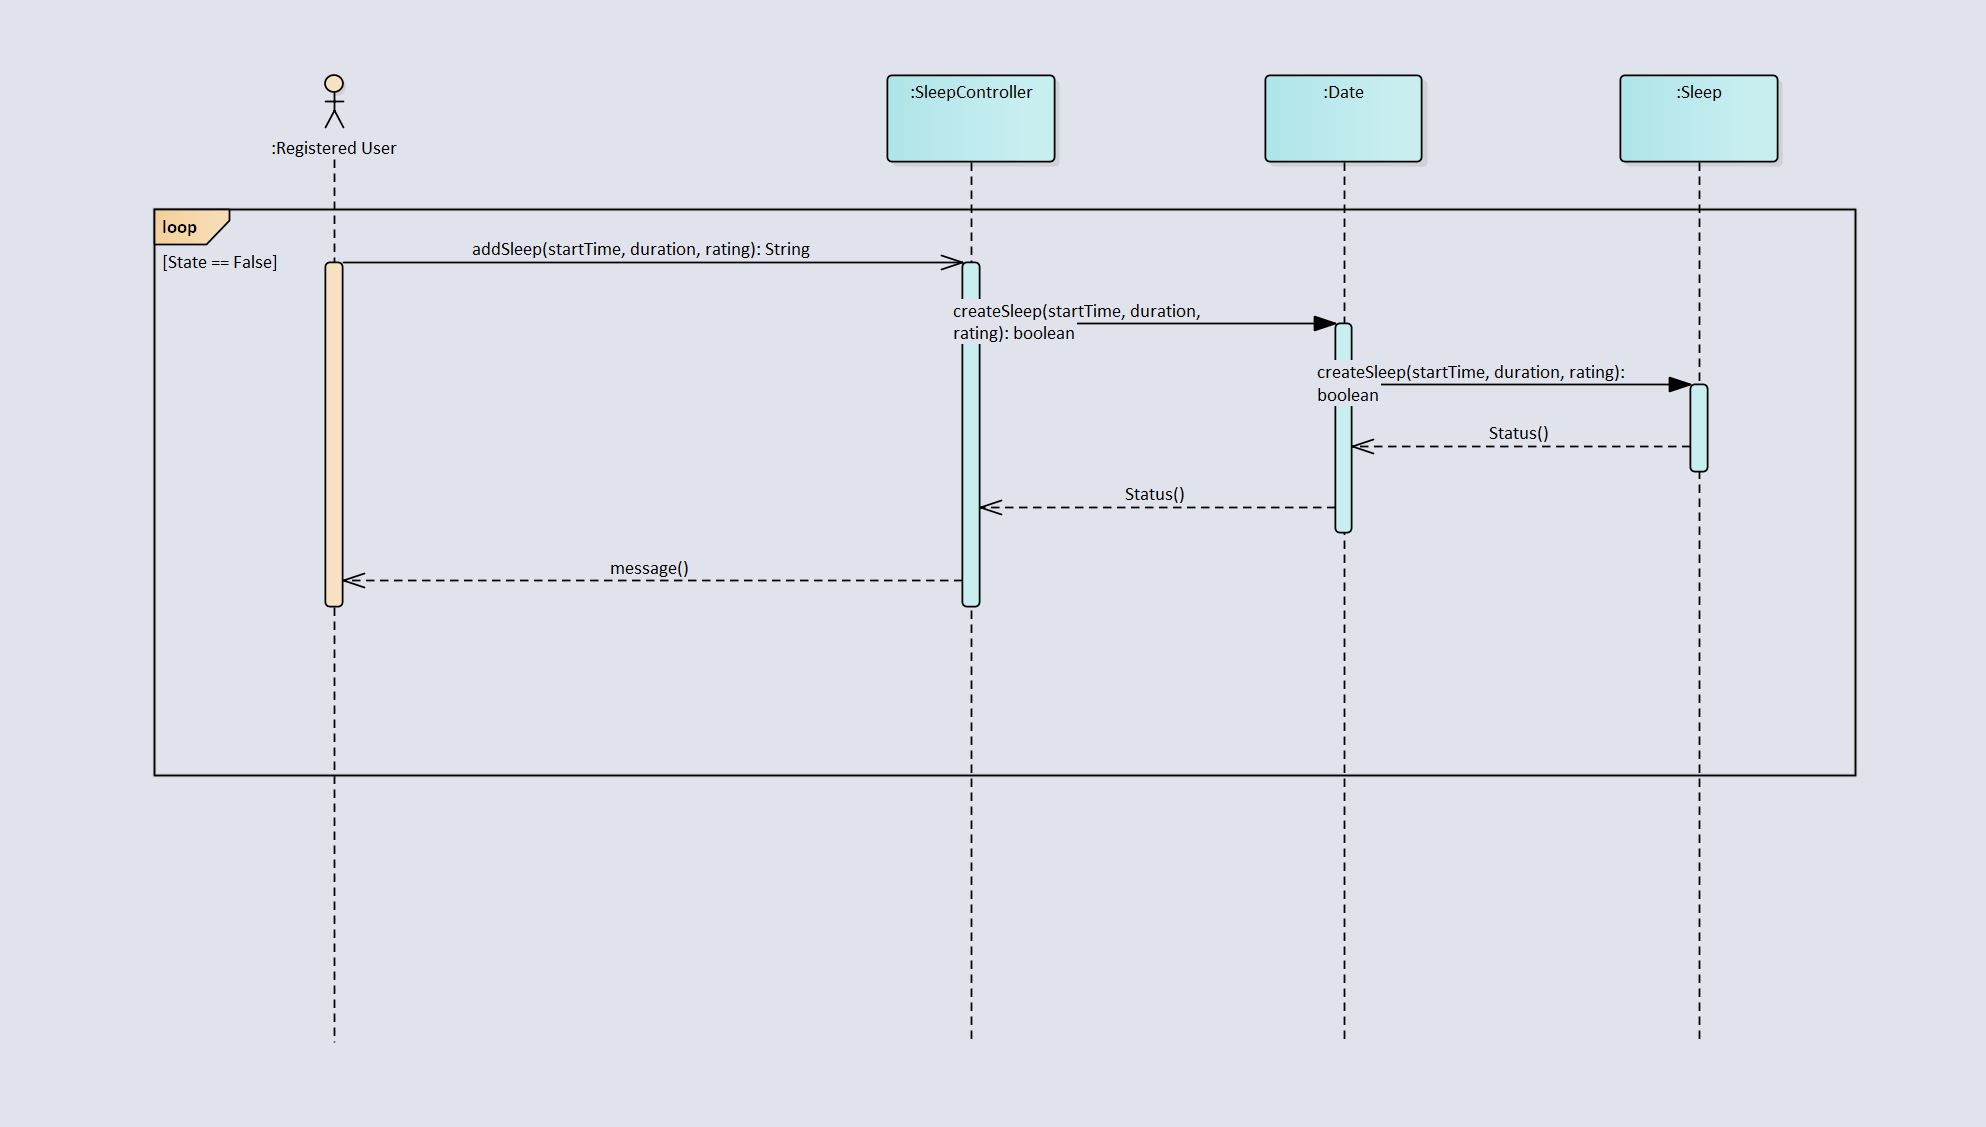 :Registered User
:SleepController
:Date
:Sleep
loop
[State == False]
addSleep(startTime, duration, rating): String
createSleep(startTime, duration,
rating): boolean
createSleep(startTime, duration, rating):
boolean
Status()
Status()
message()